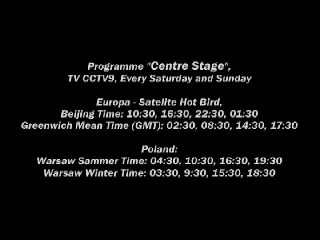 Programme "Centre Stage",
TV CCTV9, Every Saturday and Sunday
Europa - Satelite Hot Bird,
Beijing Time: 10:30, 16:30, 22:30, 01:30
Greenwich Mean Time (GMT): 02:30, 08:30, 14:30, 17:30
Poland:
Warsaw Sammer Time: 04:30. 10:30, 16:30, 19:30
Warsaw Winter Time: 03:30, 9:30, 15:30, 18:30